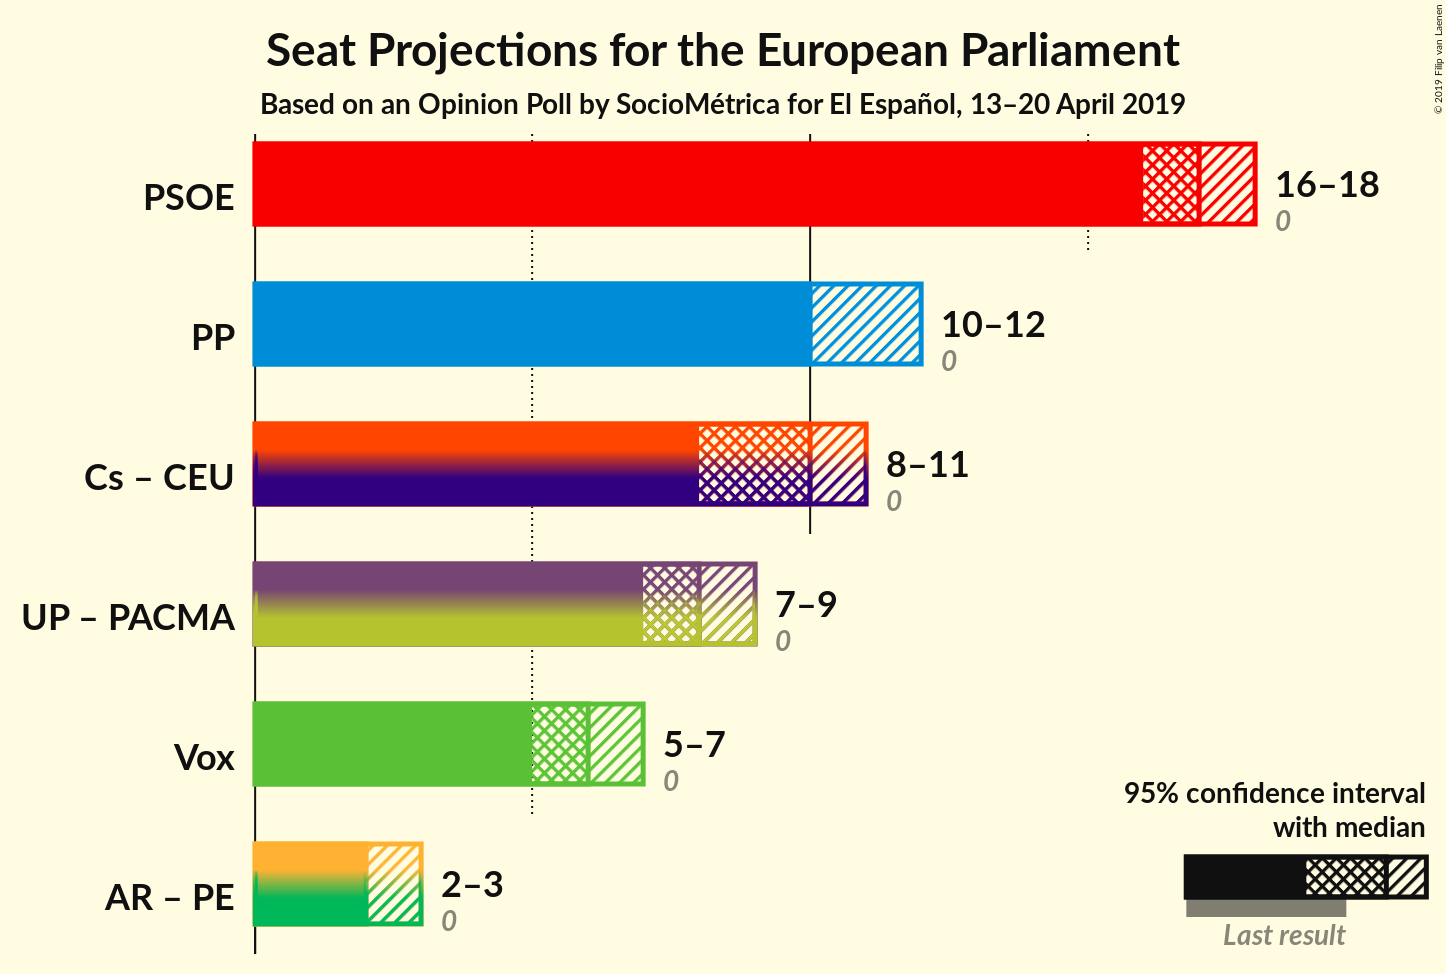 Seat Projections for the European Parliament
Based on an Opinion Poll by SocioMétrica for El Español, 13–20 April 2019
© 2019 Filip van Laenen
PSOE
16–18
0
PP
10–12
0
Cs – CEU
8–11
0
UP – PACMA
7–9
0
Vox
5–7
0
AR – PE
2–3
0
95% confidence interval
with median
Last result